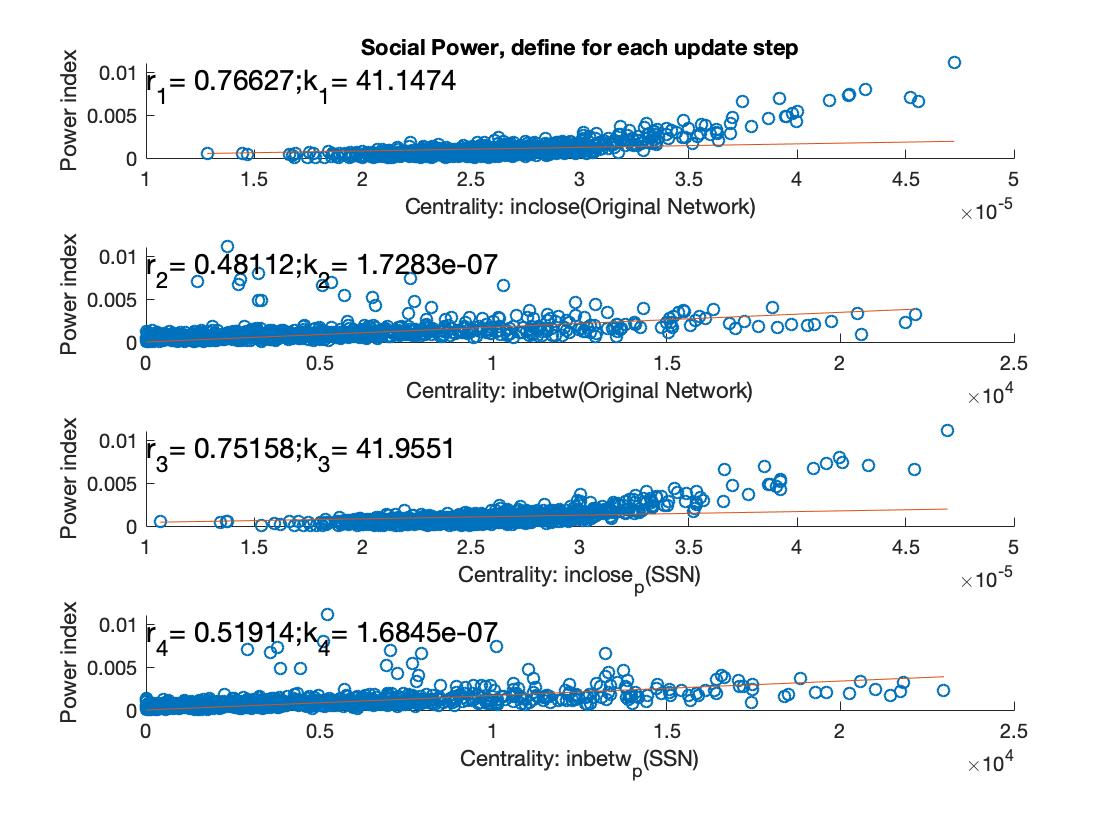 Social Power, define for each update step
Power index
0.01
0.005
0
r1= 0.76627;k1= 41.1474
1 1.5 2 2.5 3 3.5 4 4.5 5
×10-5
Centrality: inclose(Original Network)
Power index
0.01
0.005
0
r2= 0.48112;k2= 1.7283e-07
0 0.5 1 1.5 2 2.5
×104
Centrality: inbetw(Original Network)
Power index
0.01
0.005
0
r3= 0.75158;k3= 41.9551
1 1.5 2 2.5 3 3.5 4 4.5 5
×10-5
Centrality: inclosep(SSN)
Power index
0.01
0.005
0
r4= 0.51914;k4= 1.6845e-07
0 0.5 1 1.5 2 2.5
×104
Centrality: inbetwp(SSN)